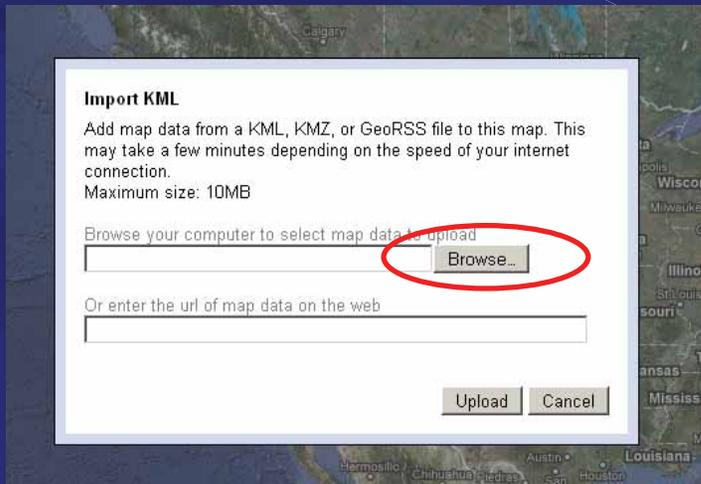 Calgary
Import KML
Add map data from a KML, KMZ, or GeoRSS file to this map. This
may take a few minutes depending on the speed of your internet
connection.
Maximum size: 10MB
Browse your computer to select map data to upload
Browse...
Or enter the url of map data on the web
Upload Cancel
Wisco
Milwauke
Illino
St Louis
souri
ansas
Mississ
Austin
Louisiana
Hermosillo
Chihuahua Piedras
San Houston